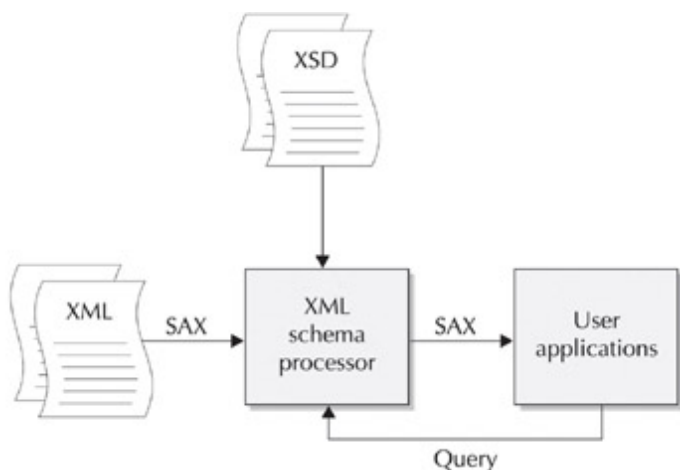 XSD
XML
SAX
XML
schema
processor
SAX
User
applications
Query